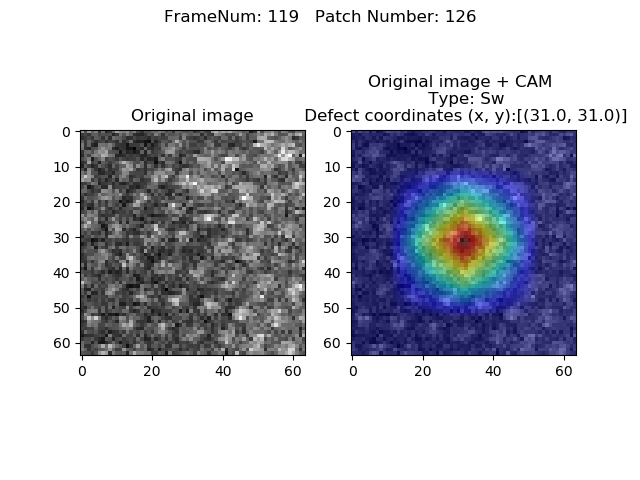 FrameNum: 119   Patch Number: 126
Original image
Original image + CAM
Type: Sw
Defect coordinates (x, y):[(31.0, 31.0)]
0
10
20
30
40
50
60
0 20 40 60
0
10
20
30
40
50
60
0 20 40 60